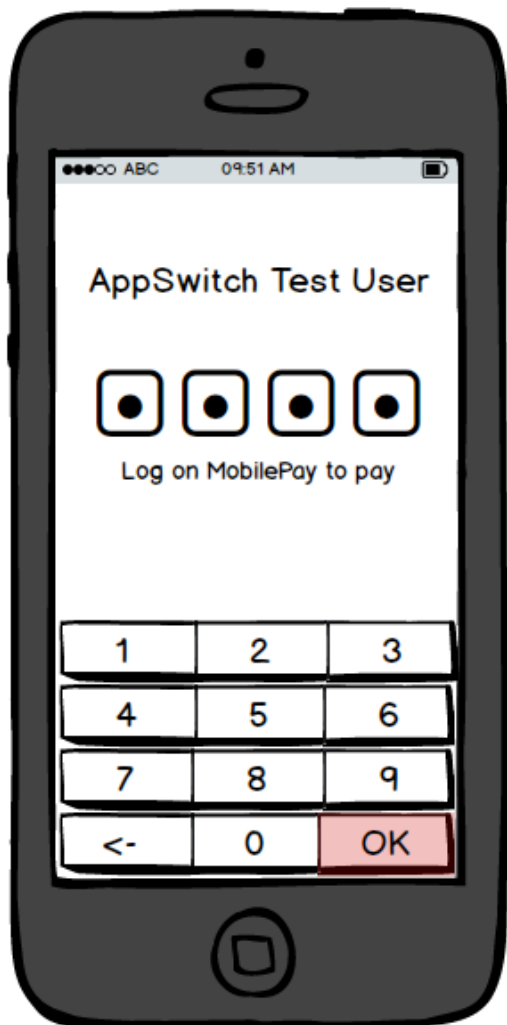 ABC 09:51 AM
AppSwitch Test User
Log on MobilePay to pay
1 2 3
4 5 6
7 8 9
<- 0 OK